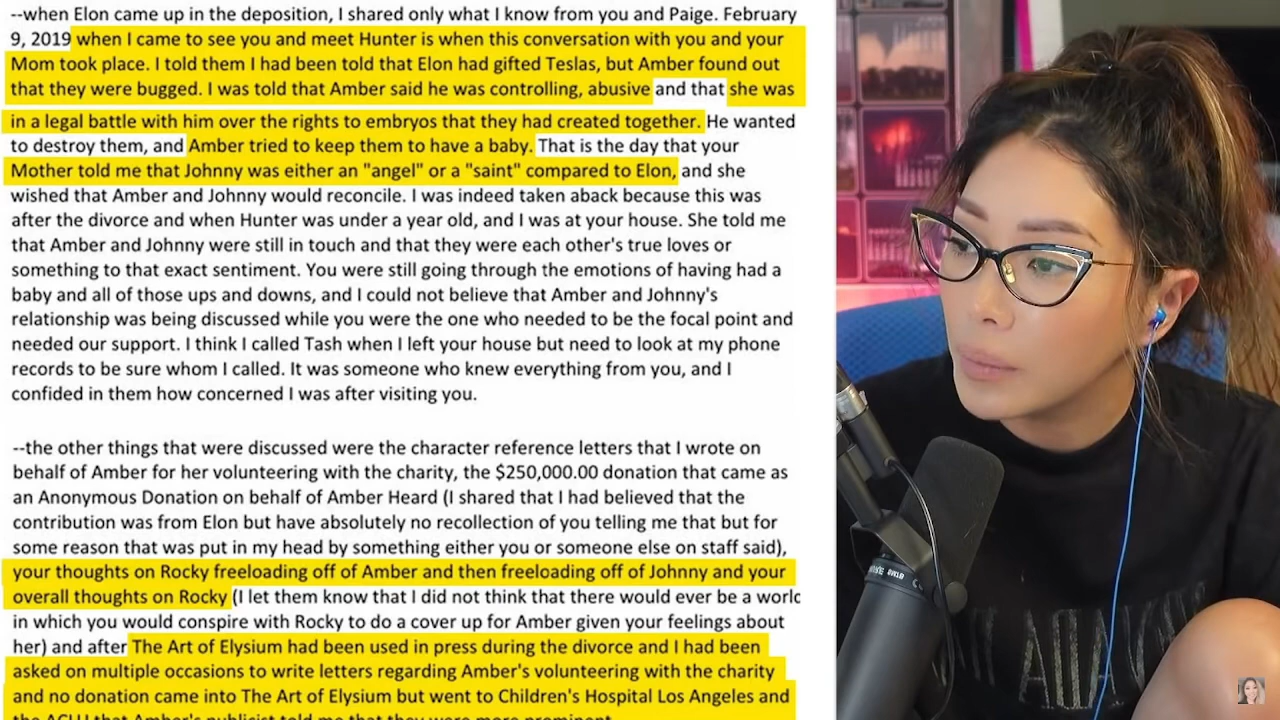 --when Elon came up in the deposition, I shared only what I know from you and Paige. February
9, 2019 when I came to see you and meet Hunter is when this conversation with you and your
Mom took place. I told them I had been told that Elon had gifted Teslas, but Amber found out
that they were bugged. I was told that Amber said he was controlling, abusive and that she was
in a legal battle with him over the rights to embryos that they had created together. He wanted
to destroy them, and Amber tried to keep them to have a baby. That is the day that your
Mother told me that Johnny was either an "angel" or a "saint" compared to Elon, and she
wished that Amber and Johnny would reconcile. I was indeed taken aback because this was
after the divorce and when Hunter was under a year old, and I was at your house. She told me
that Amber and Johnny were still in touch and that they were each other's true loves or
something to that exact sentiment. You were still going through the emotions of having had a
baby and all of those ups and downs, and I could not believe that Amber and Johnny's
relationship was being discussed while you were the one who needed to be the focal point and
needed our support. I think I called Tash when I left your house but need to look at my phone
records to be sure whom I called. It was someone who knew everything from you, and I
confided in them how concerned I was after visiting you.
--the other things that were discussed were the character reference letters that I wrote on
behalf of Amber for her volunteering with the charity, the $250,000.00 donation that came as
an Anonymous Donation on behalf of Amber Heard (I shared that I had believed that the
contribution was from Elon but have absolutely no recollection of you telling me that but for
some reason that was put in my head by something either you or someone else on staff said),
your thoughts on Rocky freeloading off of Amber and then freeloading off of Johnny and your
overall thoughts on Rocky (I let them know that I did not think that there would ever be a world
in which you would conspire with Rocky to do a cover up for Amber given your feelings about
her) and after The Art of Elysium had been used in press during the divorce and I had been
asked on multiple occasions to write letters regarding Amber's volunteering with the charity
and no donation came into The Art of Elysium but went to Children's Hospital Los Angeles and
the ACLU that Amber's publicist told me that they were more prominent